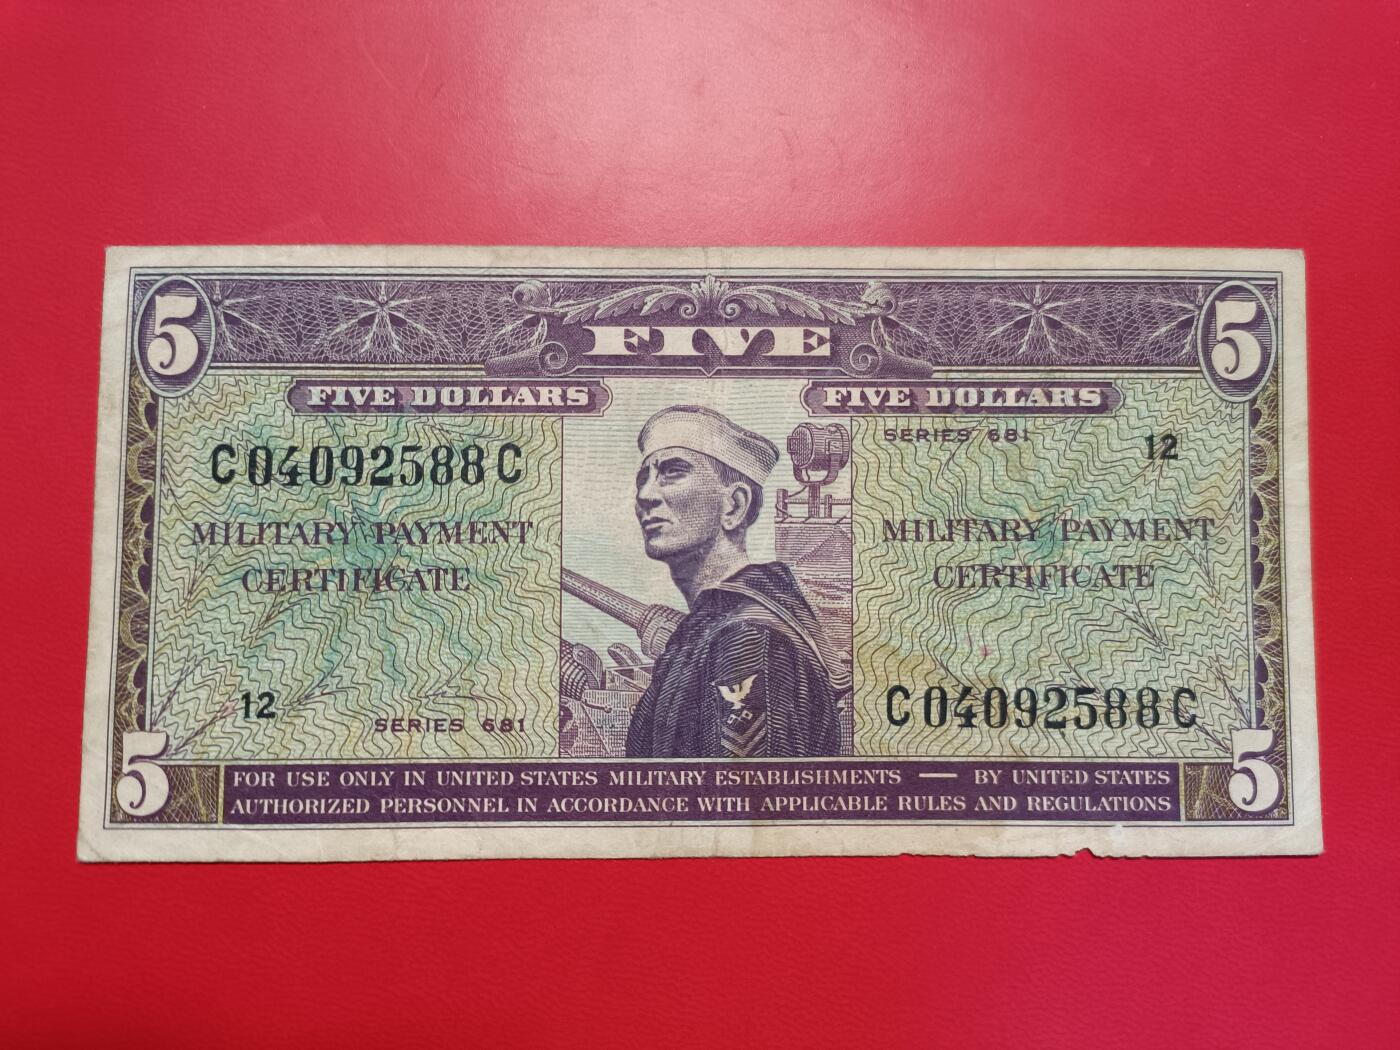 5 FIVE 5
FIVE DOLLARS FIVE DOLLARS
SERIES 681 12
C04092588C
MILITARY PAYMENT MILITARY PAYMENT
CERTIFICATE CERTIFICATE
12 C04092588C
SERIES 681
5 5
FOR USE ONLY IN UNITED STATES MILITARY ESTABLISHMENTS — BY UNITED STATES
AUTHORIZED PERSONNEL IN ACCORDANCE WITH APPLICABLE RULES AND REGULATIONS